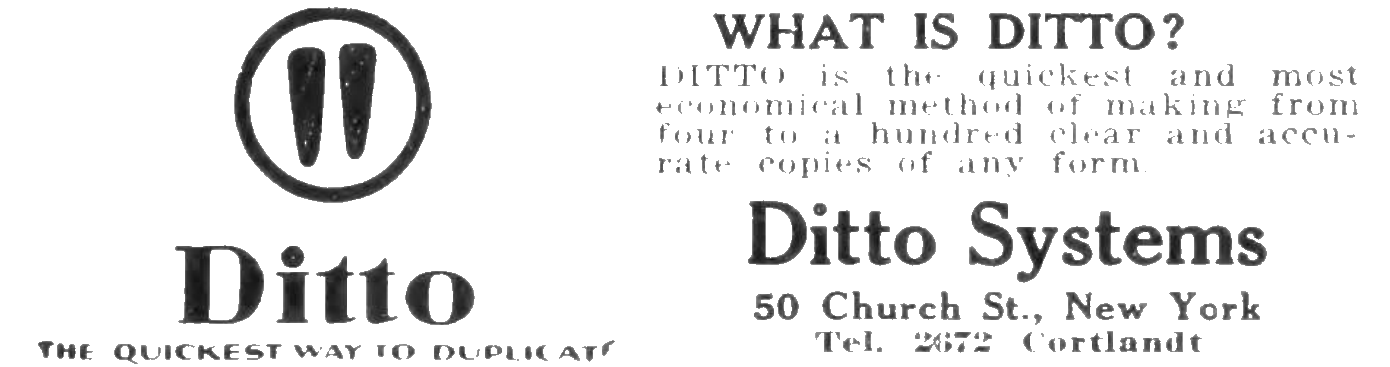 Ditto
THE QUICKEST WAY TO DUPLICATE
WHAT IS DITTO?
DITTO is the quickest and most
economical method of making from
four to a hundred clear and accu-
rate copies of any form.
Ditto Systems
50 Church St., New York
Tel. 2672 Cortlandt